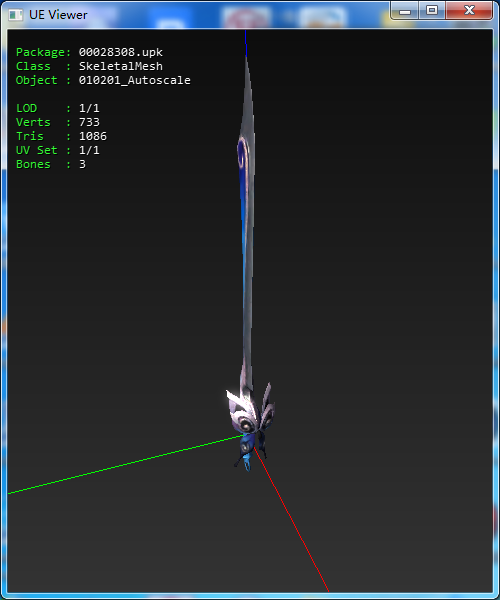 UE Viewer
Package: 00028308.upk
Class : SkeletalMesh
Object : 010201_Autoscale
LOD : 1/1
Verts : 733
Tris : 1086
UV Set : 1/1
Bones : 3